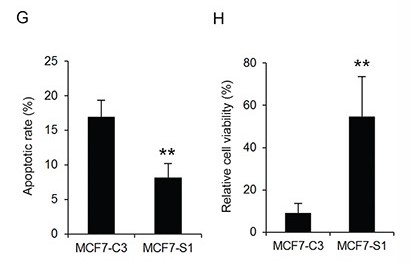 G
Apoptotic rate (%)
25
20
15
10
5
0
**
MCF7-C3 MCF7-S1
H
Relative cell viability (%)
80
60
40
20
0
**
MCF7-C3 MCF7-S1